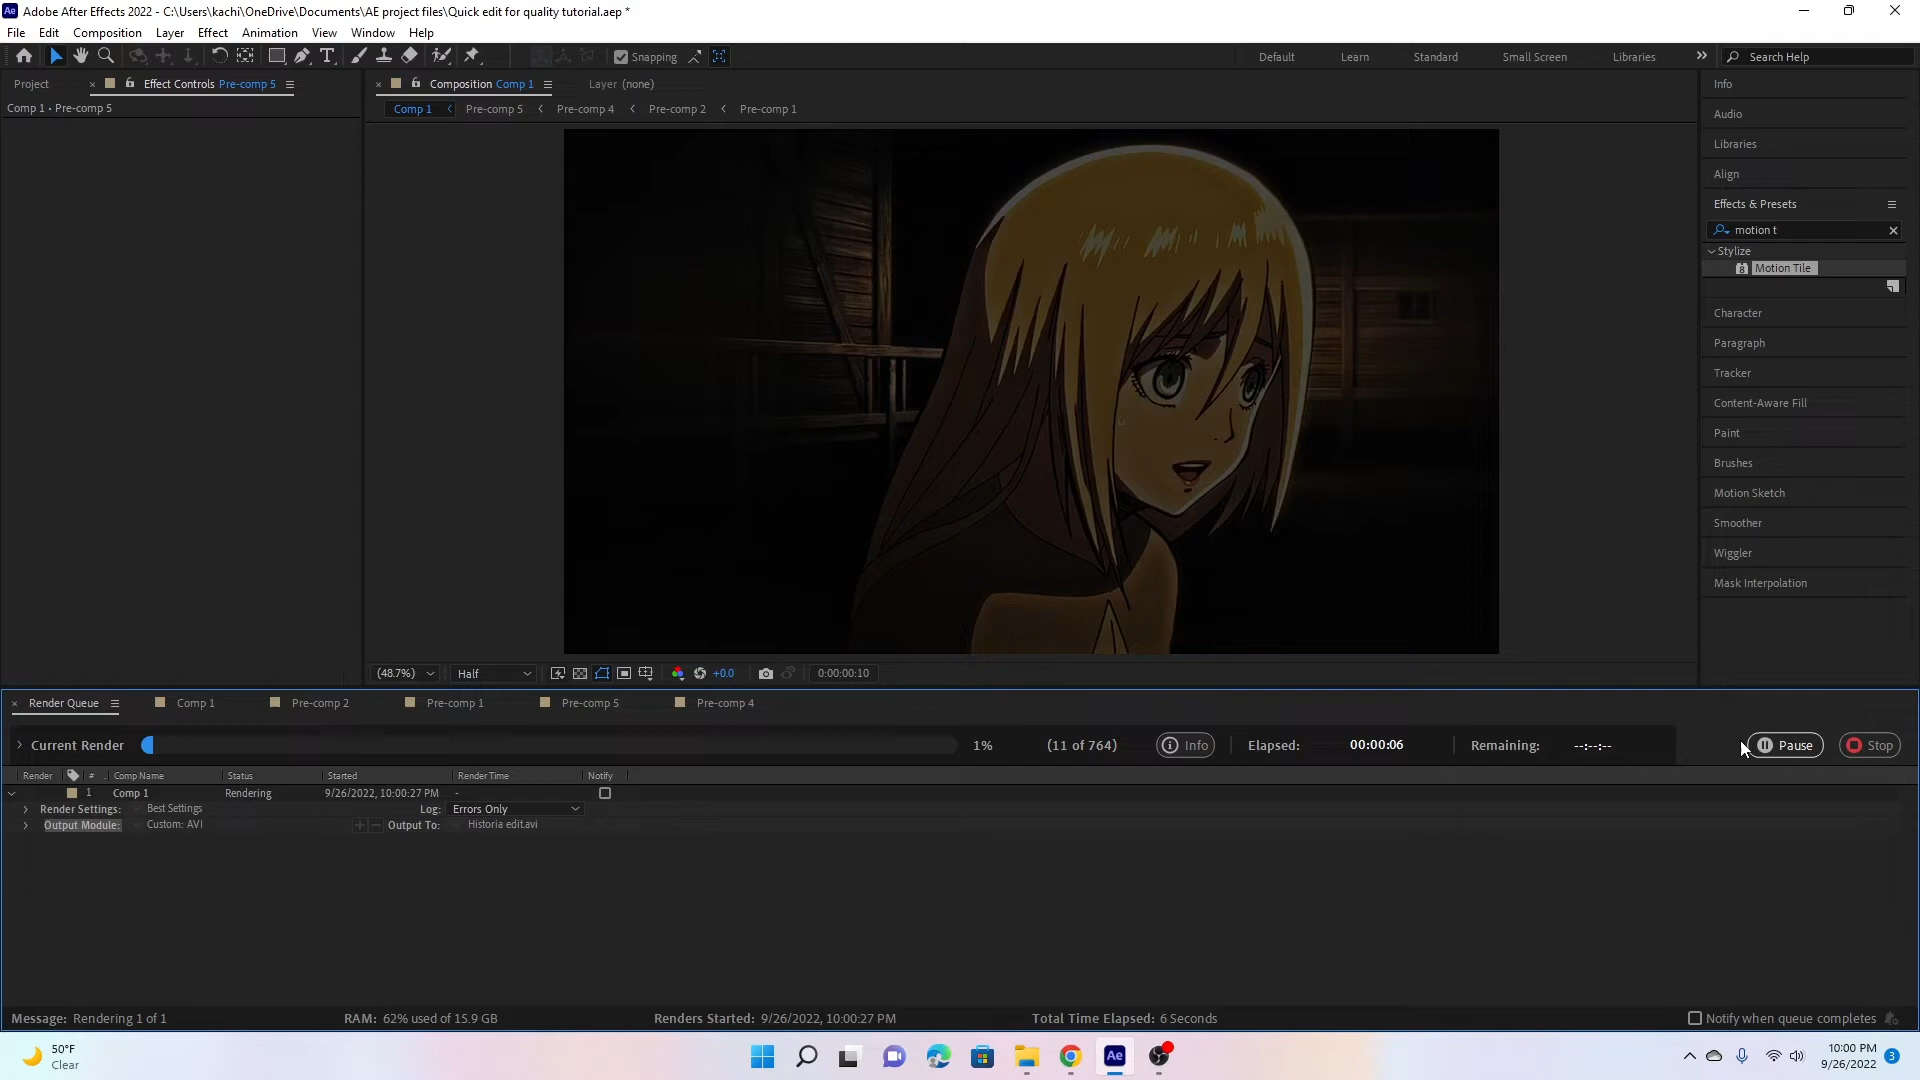 Ae Adobe After Effects 2022 - C:\Users\kachi\OneDrive\Documents\AE project files\Quick edit for quality tutorial.aep *
File Edit Composition Layer Effect Animation View Window Help
Snapping Default Learn Standard Small Screen Libraries Search Help
Project Effect Controls Pre-comp 5
Comp 1 • Pre-comp 5
Composition Comp 1 Layer (none)
Comp 1 Pre-comp 5 Pre-comp 4 Pre-comp 2 Pre-comp 1
Info
Audio
Libraries
Align
Effects & Presets
motion t
Stylize
8 Motion Tile
Character
Paragraph
Tracker
Content-Aware Fill
Paint
Brushes
Motion Sketch
Smoother
Wiggler
Mask Interpolation
(48.7%) Half +0.0 0:00:00:10
Render Queue Comp 1 Pre-comp 2 Pre-comp 1 Pre-comp 5 Pre-comp 4
Current Render 1% (11 of 764) Info Elapsed: 00:00:06 Remaining: --:--:-- Pause Stop
Render # Comp Name Status Started Render Time Notify
1 Comp 1 Rendering 9/26/2022, 10:00:27 PM -
Render Settings: Best Settings Log: Errors Only
Output Module: Custom: AVI + – Output To: Historia edit.avi
Message: Rendering 1 of 1 RAM: 62% used of 15.9 GB Renders Started: 9/26/2022, 10:00:27 PM Total Time Elapsed: 6 Seconds Notify when queue completes
50°F
Clear
Ae
10:00 PM
9/26/2022
3